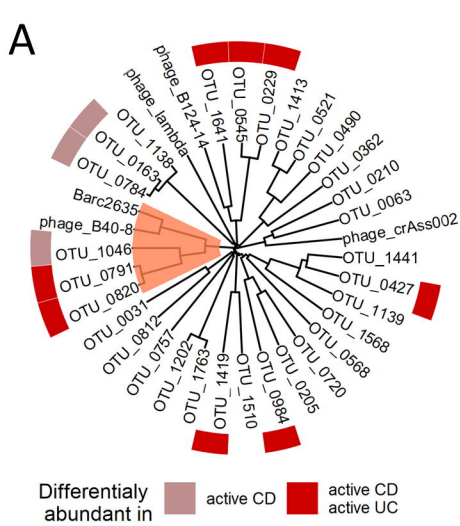 A
phage_lambda
phage_B124-14
OTU_1641
OTU_0545
OTU_0229
OTU_1413
OTU_0521
OTU_0490
OTU_0362
OTU_0210
OTU_0063
phage_crAss002
OTU_1441
OTU_0427
OTU_1139
OTU_1568
OTU_0568
OTU_0720
OTU_0205
OTU_0984
OTU_1510
OTU_1419
OTU_1763
OTU_1202
OTU_0757
OTU_0812
OTU_0031
OTU_0820
OTU_0791
OTU_1046
phage_B40-8
Barc2635
OTU_0784
OTU_0163
OTU_1138
Differentialy
abundant in
active CD
active CD
active UC